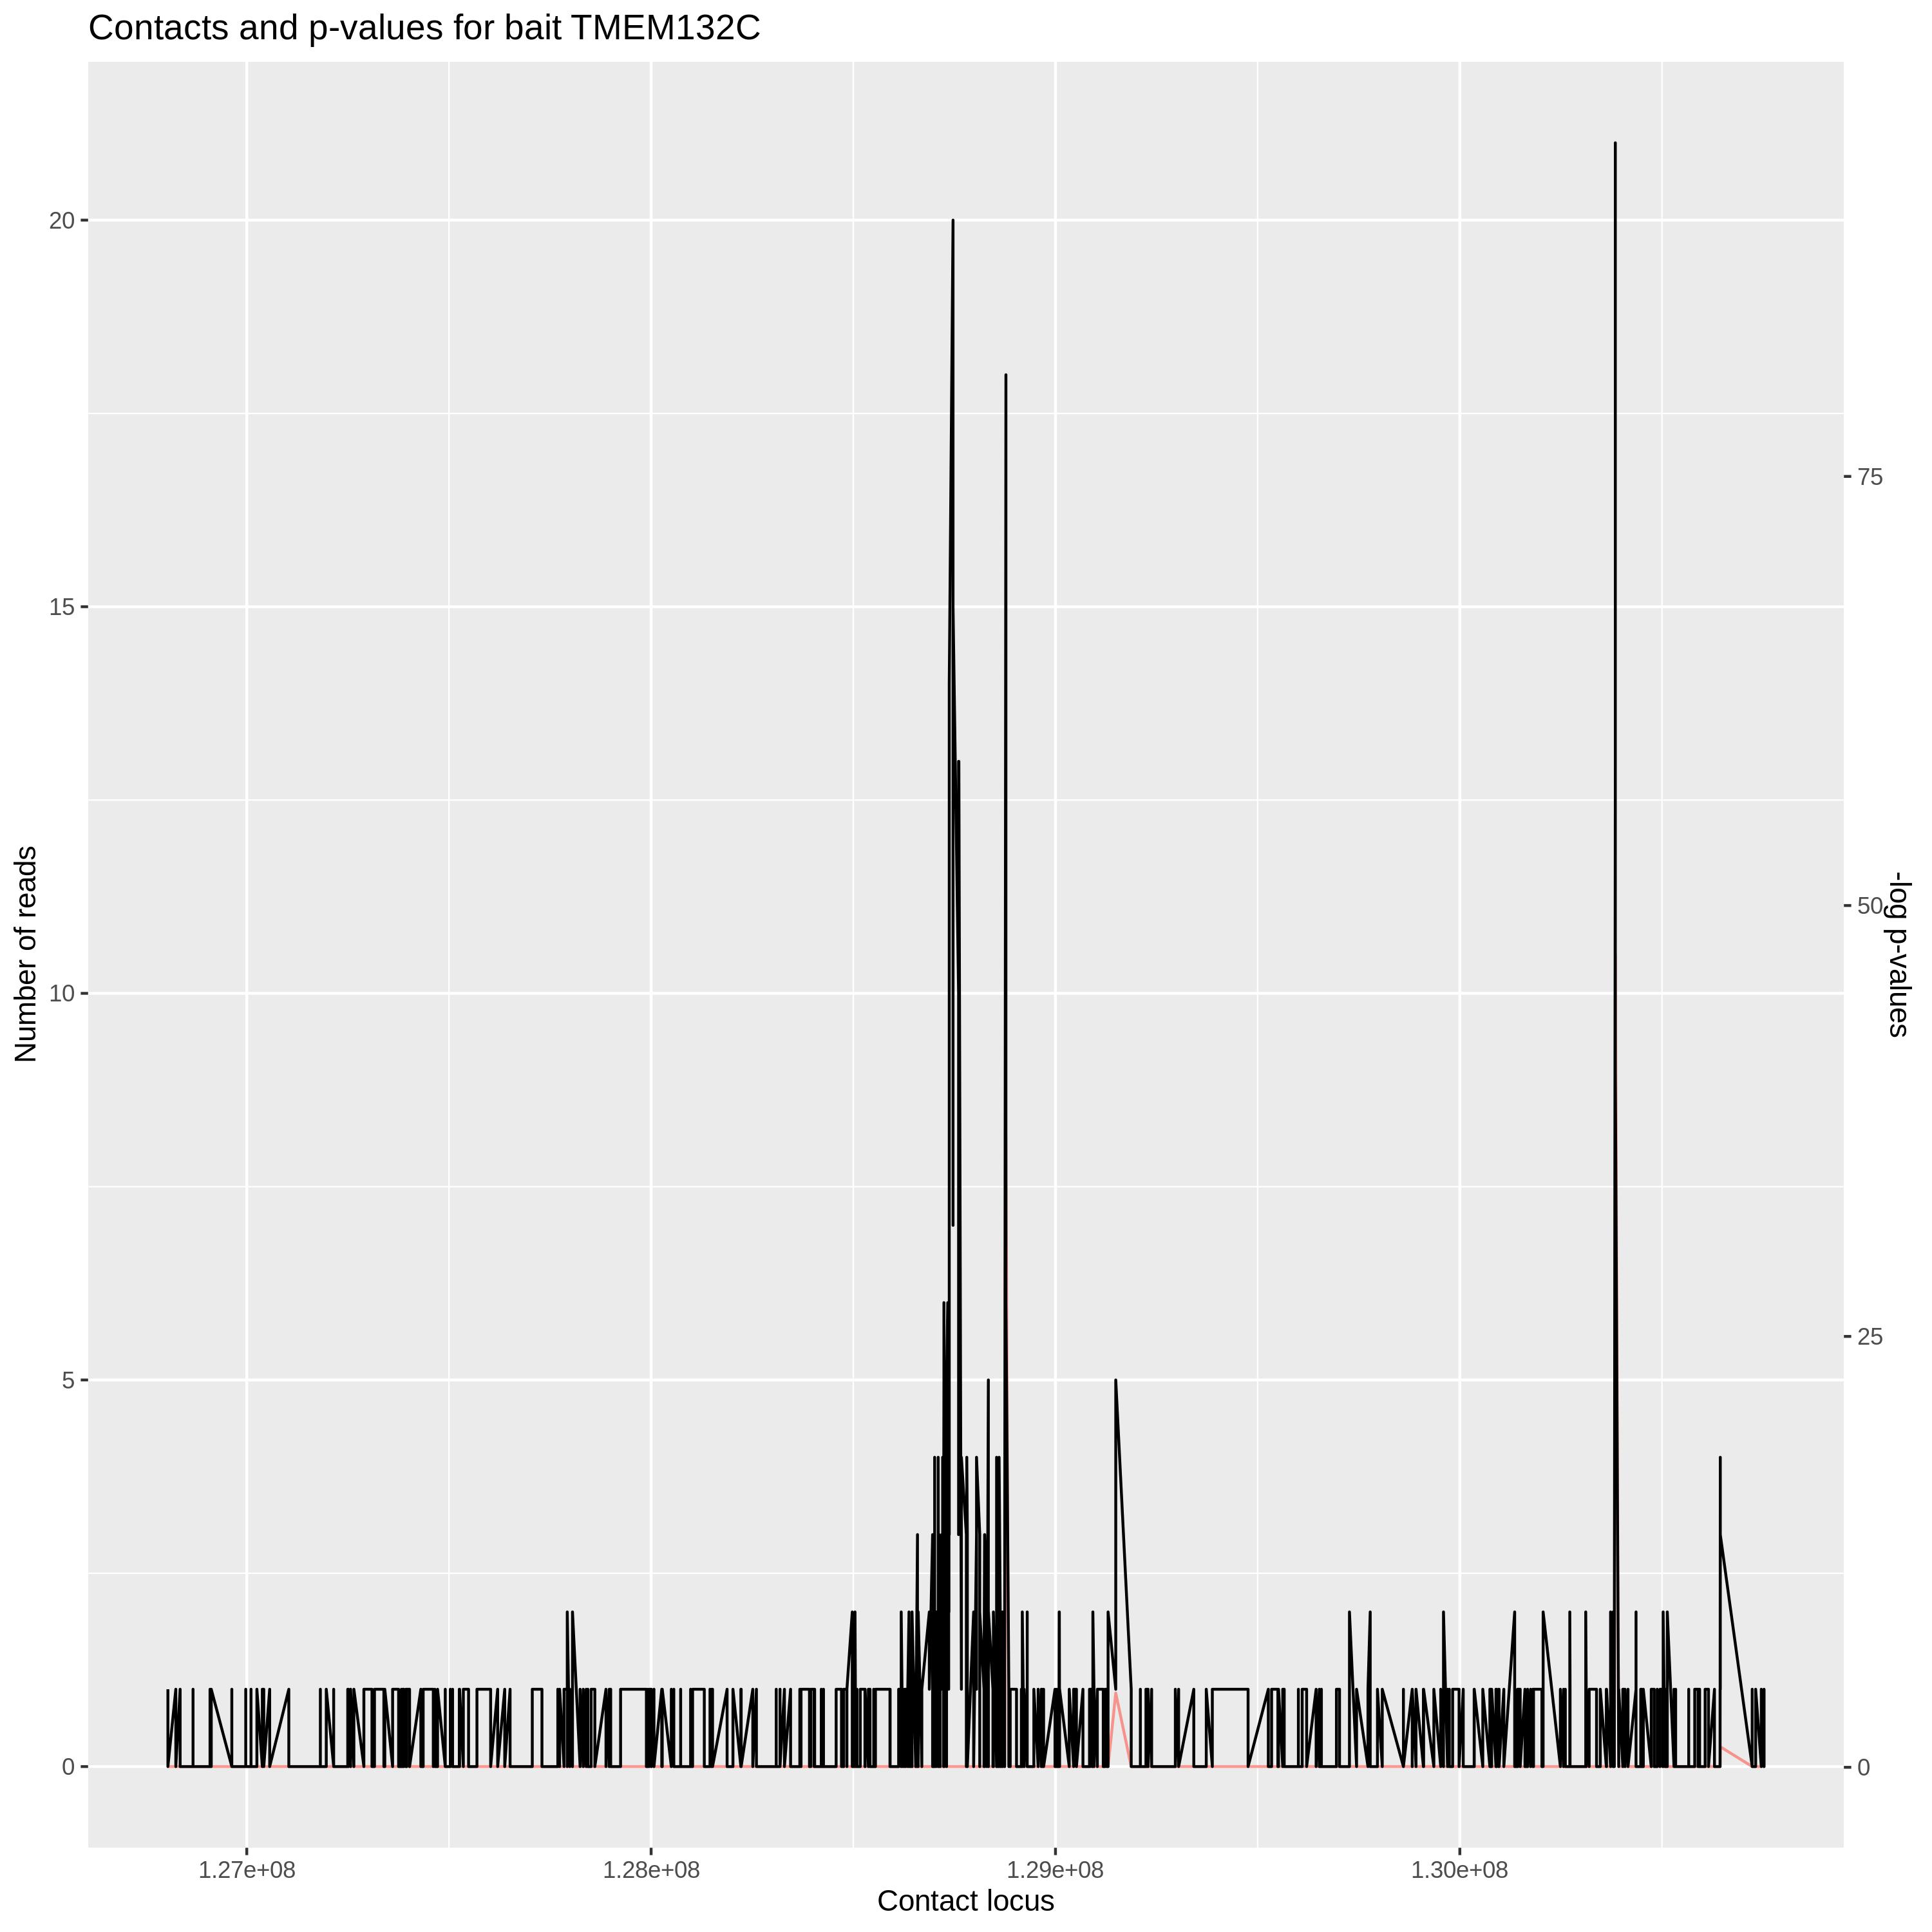 Contacts and p-values for bait TMEM132C
20
15
10
5
0
Number of reads
75
50
25
0
-log p-values
1.27e+08 1.28e+08 1.29e+08 1.30e+08
Contact locus